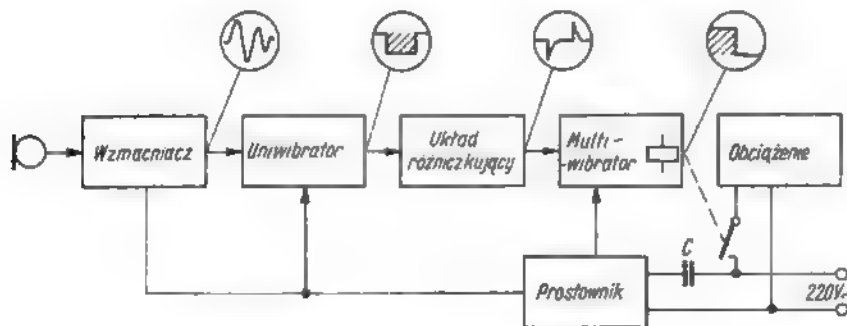 Wzmacniacz
Uniwibrator
Układ
różniczkujący
Multi-
-wibrator
Obciążenie
C
Prostownik
220V~